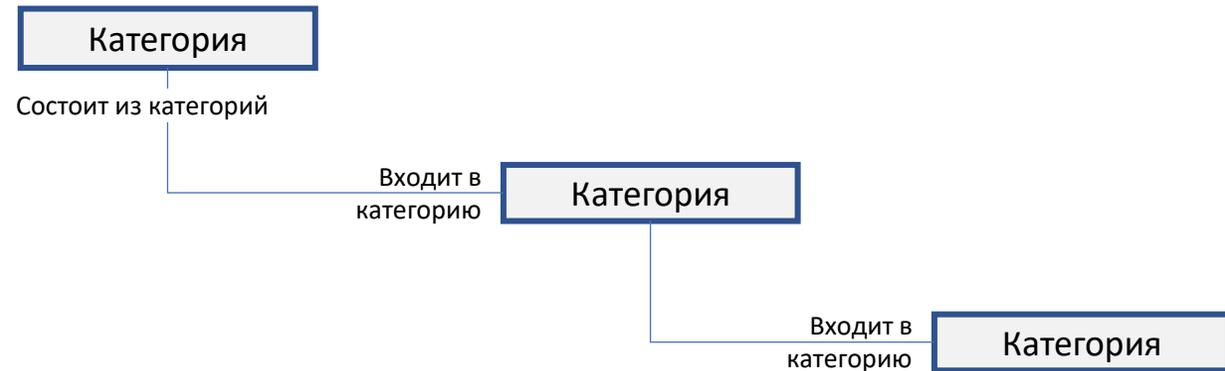 Категория
Состоит из категорий
Входит в
категорию
Категория
Входит в
категорию
Категория